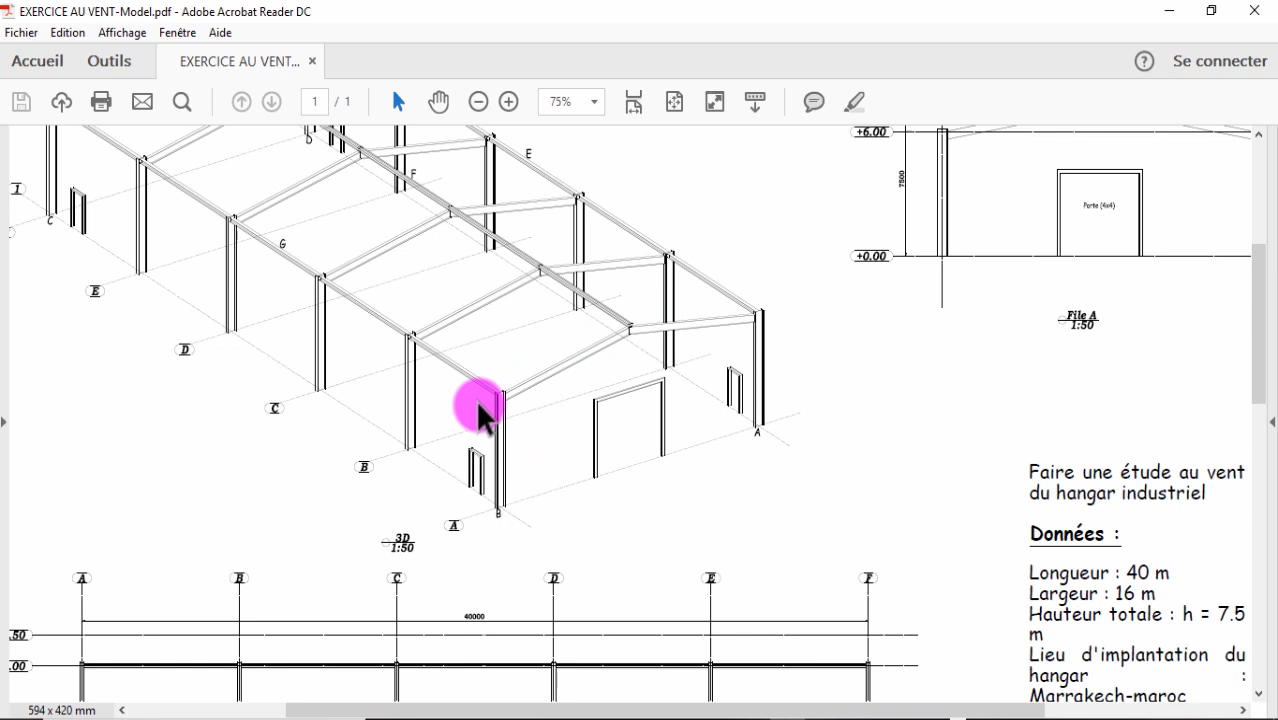 EXERCICE AU VENT-Model.pdf - Adobe Acrobat Reader DC
Fichier Edition Affichage Fenêtre Aide
Accueil Outils EXERCICE AU VENT... × Se connecter
1 / 1 75%
D
E
F
1
C
G
E
D
C
B
A
B
A
3D
1:50
+6.00
7500
Porte (4x4)
+0.00
File A
1:50
Faire une étude au vent
du hangar industriel
Données :
Longueur : 40 m
Largeur : 16 m
Hauteur totale : h = 7.5
m
Lieu d'implantation du
hangar :
Marrakech-maroc
A B C D E F
40000
.50
.00
594 x 420 mm